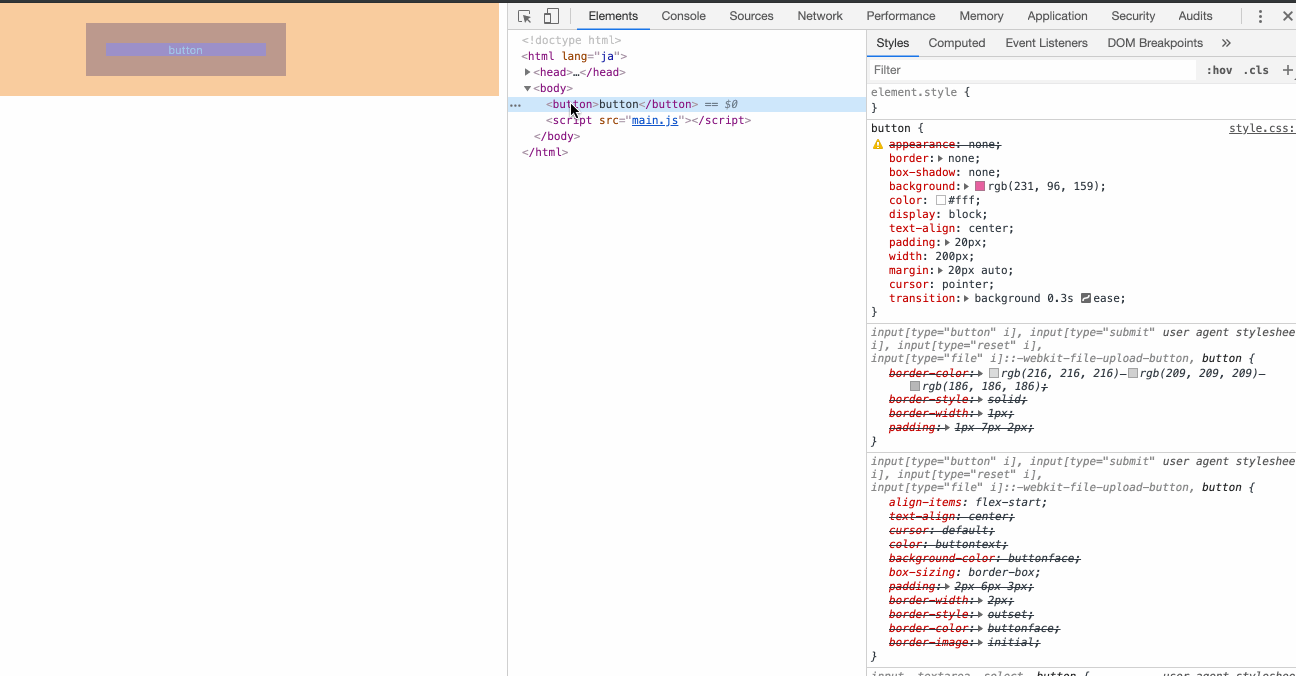 button
Elements Console Sources Network Performance Memory Application Security Audits
<!doctype html>
<html lang="ja">
<head>…</head>
<body>
<button>button</button> == $0
<script src="main.js"></script>
</body>
</html>
Styles Computed Event Listeners DOM Breakpoints »
Filter :hov .cls +
element.style {
}
button { style.css:
appearance: none;
border: none;
box-shadow: none;
background: rgb(231, 96, 159);
color: #fff;
display: block;
text-align: center;
padding: 20px;
width: 200px;
margin: 20px auto;
cursor: pointer;
transition: background 0.3s ease;
}
input[type="button" i], input[type="submit" user agent styleshee
i], input[type="reset" i],
input[type="file" i]::-webkit-file-upload-button, button {
border-color: rgb(216, 216, 216) rgb(209, 209, 209)
rgb(186, 186, 186);
border-style: solid;
border-width: 1px;
padding: 1px 7px 2px;
}
input[type="button" i], input[type="submit" user agent styleshee
i], input[type="reset" i],
input[type="file" i]::-webkit-file-upload-button, button {
align-items: flex-start;
text-align: center;
cursor: default;
color: buttontext;
background-color: buttonface;
box-sizing: border-box;
padding: 2px 6px 3px;
border-width: 2px;
border-style: outset;
border-color: buttonface;
border-image: initial;
}
input, textarea, select, button { user agent styleshee